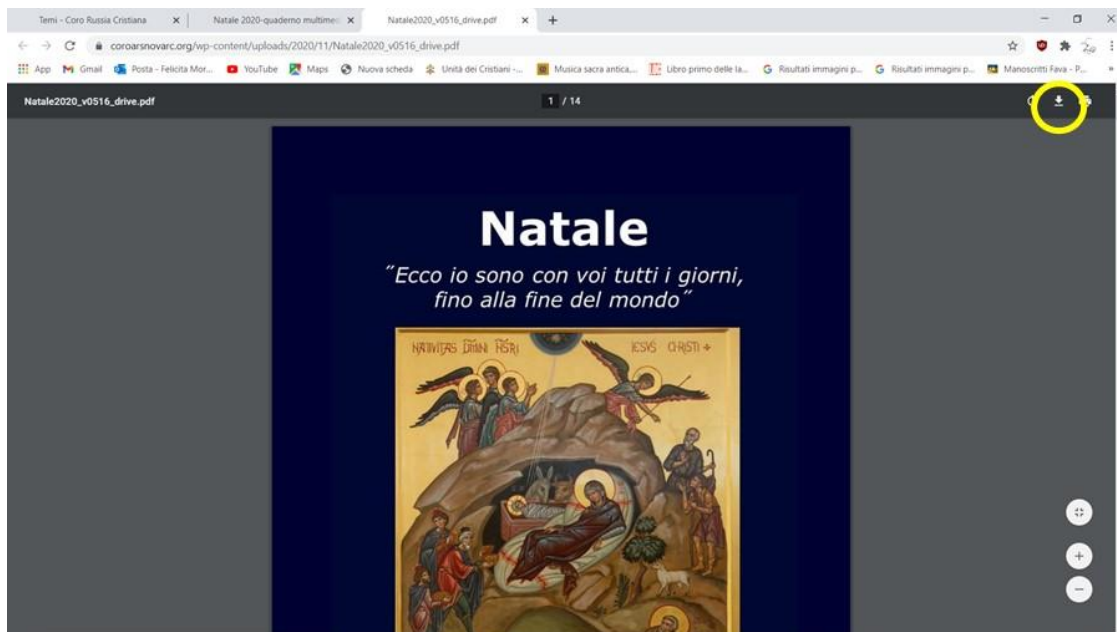 Temi - Coro Russia Cristiana
Natale 2020-quaderno multimed
Natale2020_v0516_drive.pdf
coroarsnovarc.org/wp-content/uploads/2020/11/Natale2020_v0516_drive.pdf
App Gmail Posta - Felicita Mor... YouTube Maps Nuova scheda Unità dei Cristiani -... Musica sacra antica,... Libro primo delle la... Risultati immagini p... Risultati immagini p... Manoscritti Fava - P... »
Natale2020_v0516_drive.pdf 1 / 14
Natale
"Ecco io sono con voi tutti i giorni,
fino alla fine del mondo"
NATIVITAS IESVS CHRISTI +